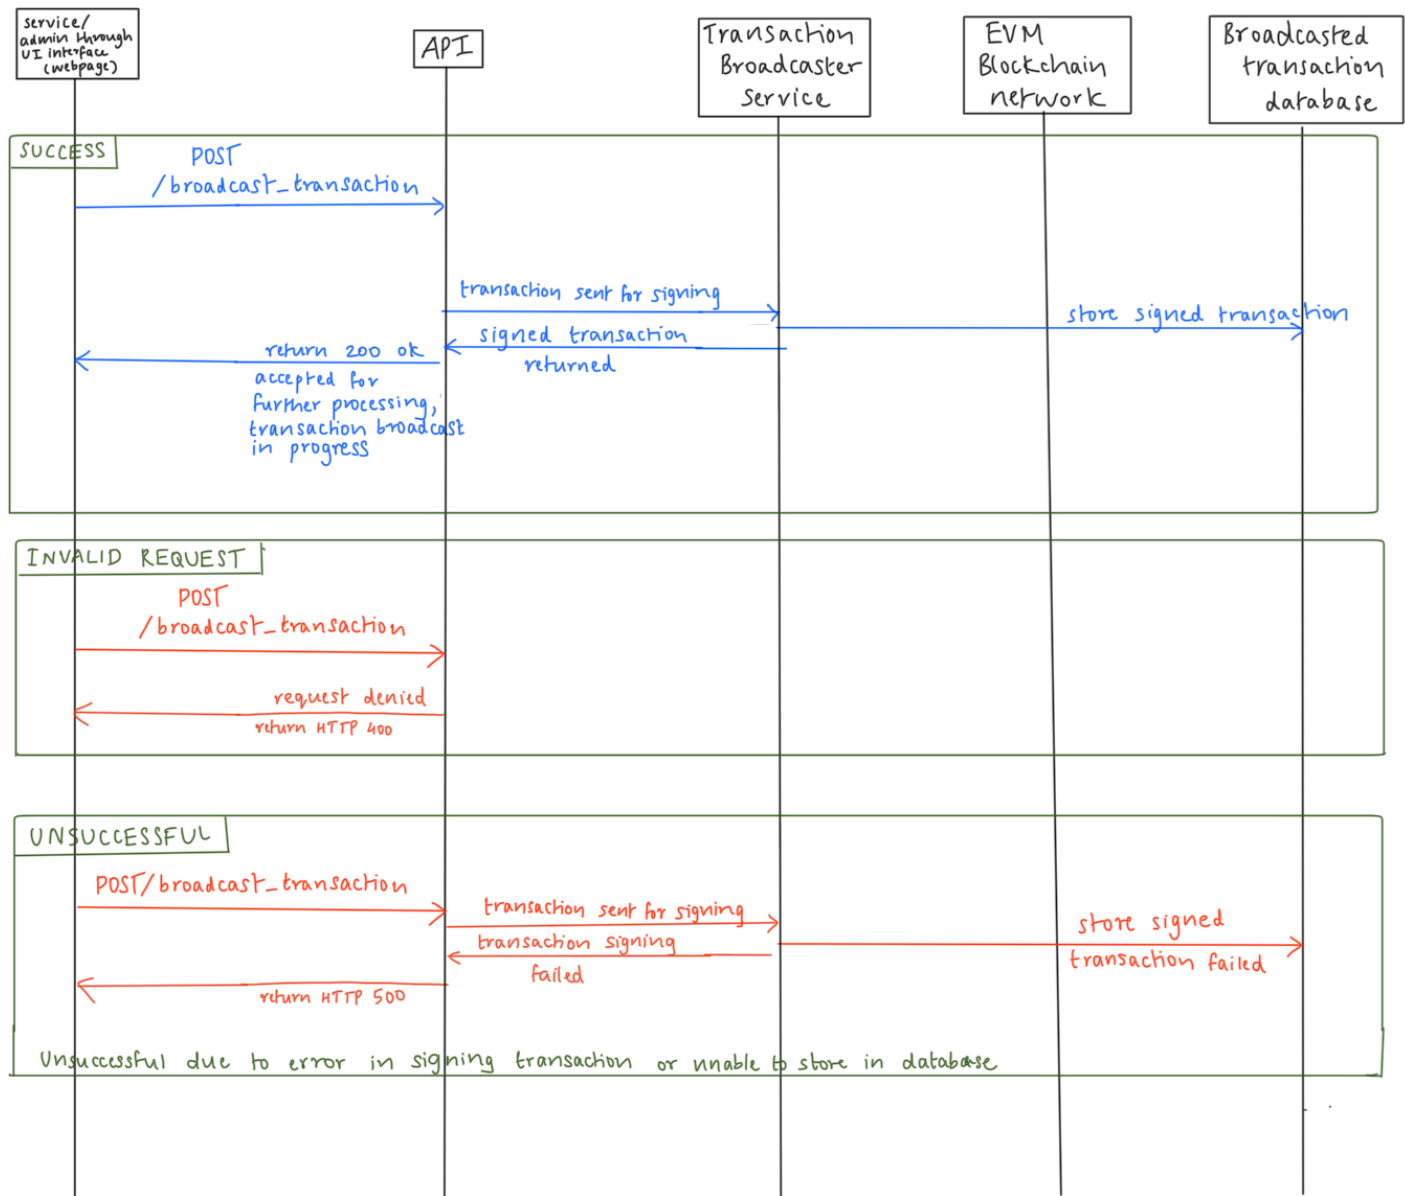 service/
admin through
UI interface
(webpage)
API
Transaction
Broadcaster
Service
EVM
Blockchain
network
Broadcasted
transaction
database
SUCCESS
POST
/broadcast_transaction
transaction sent for signing
store signed transaction
signed transaction
returned
return 200 ok
accepted for
further processing,
transaction broadcast
in progress
INVALID REQUEST
POST
/broadcast_transaction
request denied
return HTTP 400
UNSUCCESSFUL
POST/broadcast_transaction
transaction sent for signing
store signed
transaction failed
transaction signing
failed
return HTTP 500
Unsuccessful due to error in signing transaction or unable to store in database